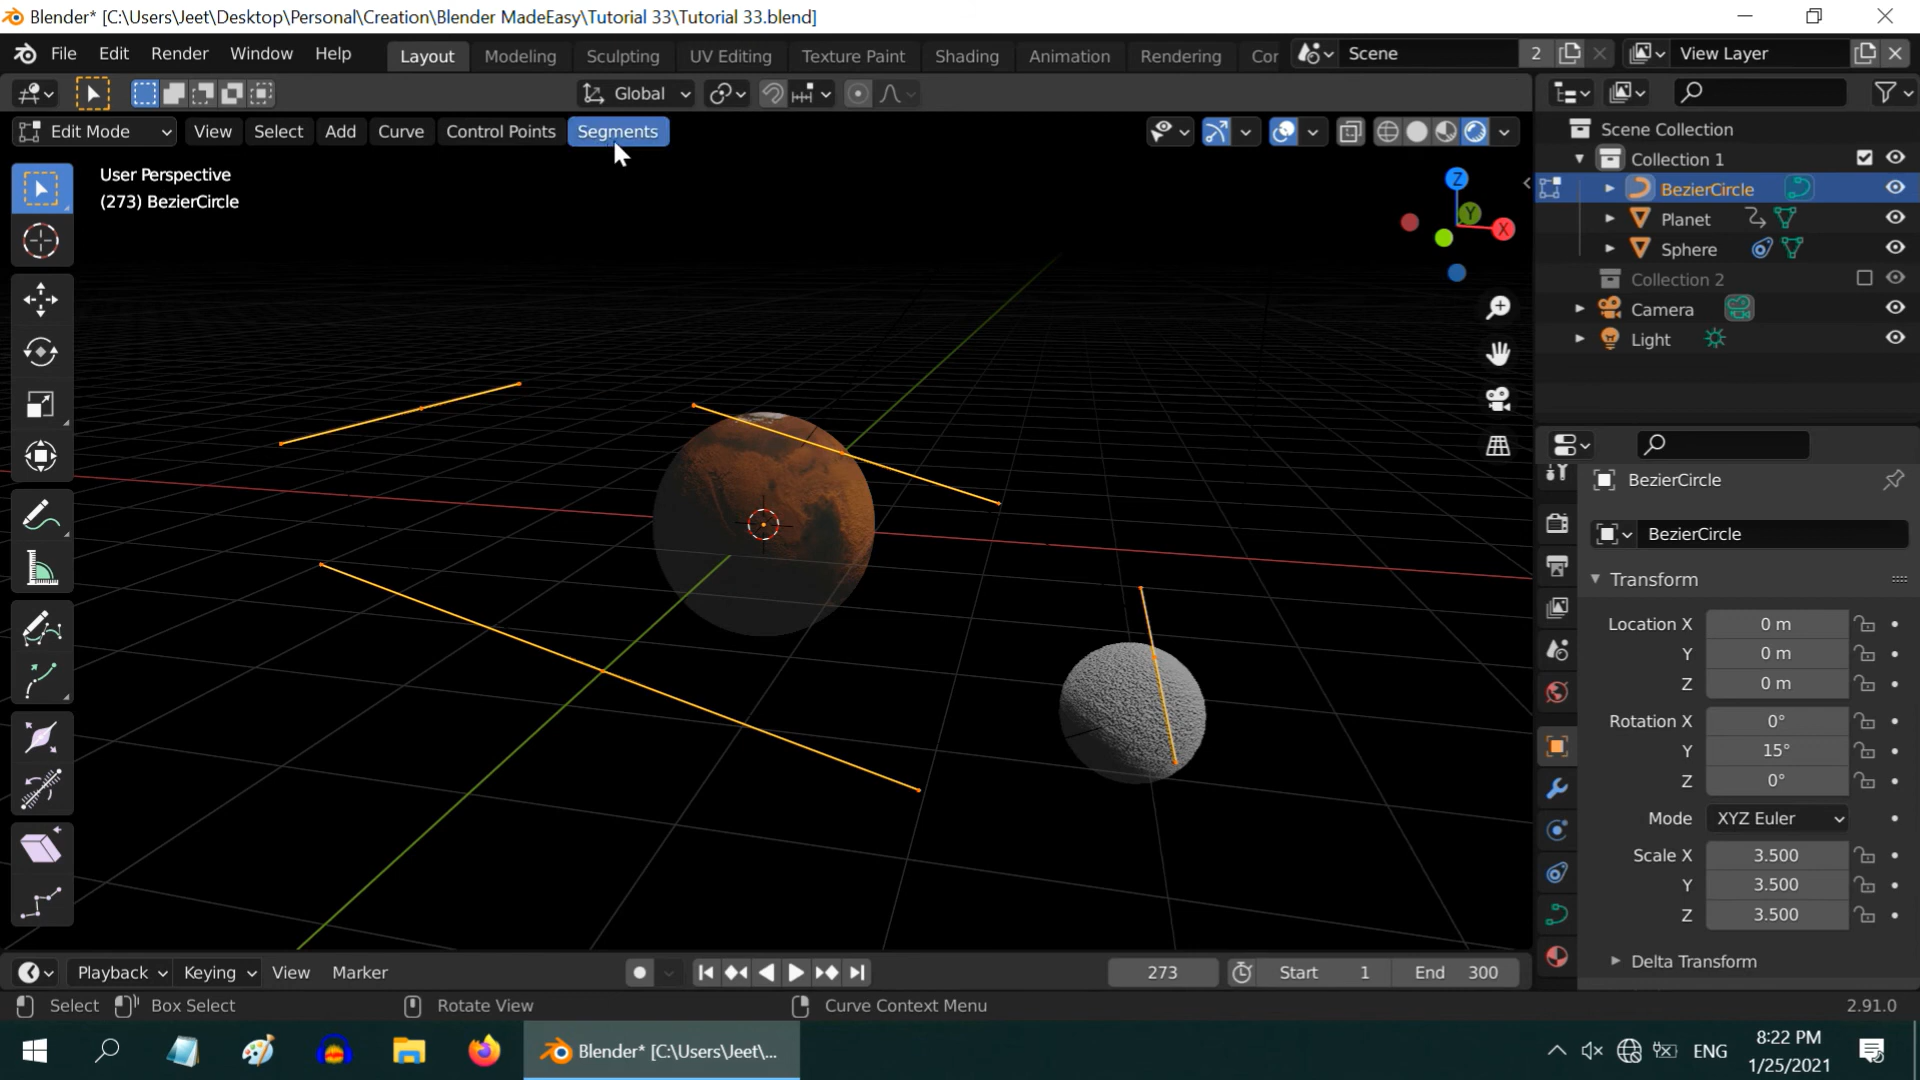 Blender* [C:\Users\Jeet\Desktop\Personal\Creation\Blender MadeEasy\Tutorial 33\Tutorial 33.blend]
File Edit Render Window Help Layout Modeling Sculpting UV Editing Texture Paint Shading Animation Rendering Cor Scene 2 View Layer
Global
Edit Mode View Select Add Curve Control Points Segments
User Perspective
(273) BezierCircle
Z
Y
X
Scene Collection
Collection 1
BezierCircle
Planet
Sphere
Collection 2
Camera
Light
BezierCircle
BezierCircle
Transform
Location X 0 m
Y 0 m
Z 0 m
Rotation X 0°
Y 15°
Z 0°
Mode XYZ Euler
Scale X 3.500
Y 3.500
Z 3.500
Delta Transform
Playback Keying View Marker 273 Start 1 End 300
Select Box Select Rotate View Curve Context Menu 2.91.0
Blender* [C:\Users\Jeet\...
ENG
8:22 PM
1/25/2021